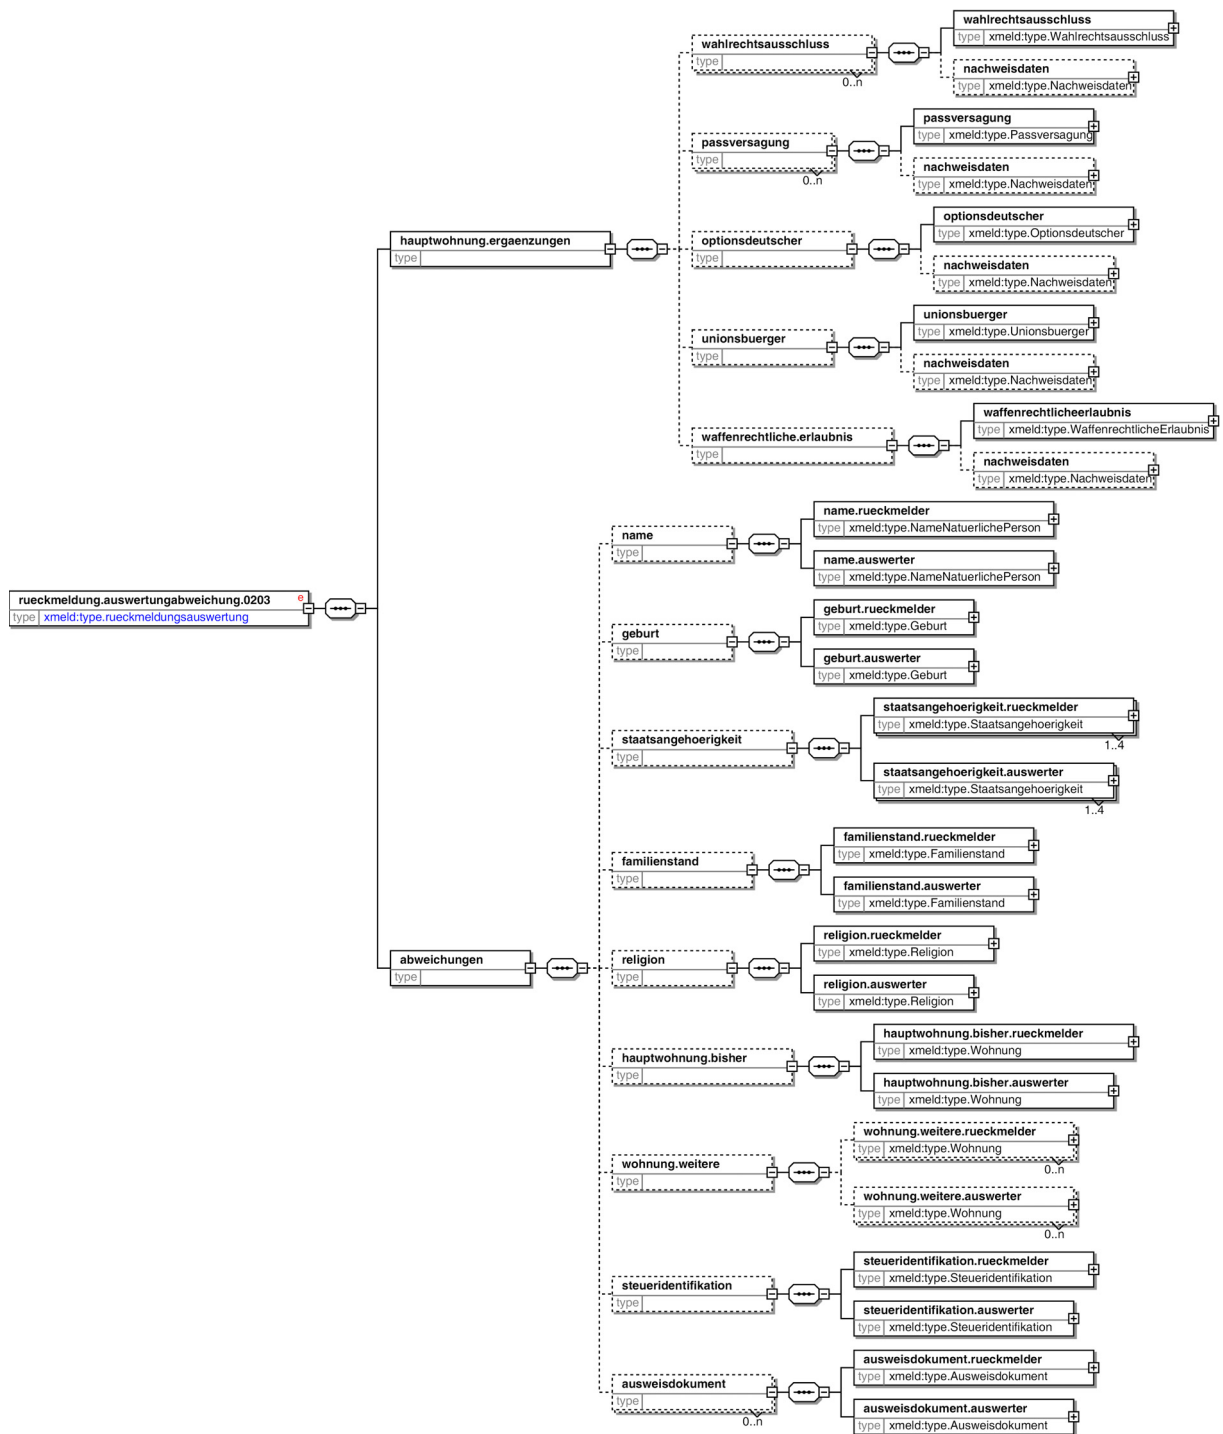 wahlrechtsausschluss
type xmeld:type.Wahlrechtsausschluss
wahlrechtsausschluss
type
0..n
nachweisdaten
type xmeld:type.Nachweisdaten
passversagung
type xmeld:type.Passversagung
passversagung
type
0..n
nachweisdaten
type xmeld:type.Nachweisdaten
optionsdeutscher
type xmeld:type.Optionsdeutscher
hauptwohnung.ergaenzungen
type
optionsdeutscher
type
nachweisdaten
type xmeld:type.Nachweisdaten
unionsbuerger
type xmeld:type.Unionsbuerger
unionsbuerger
type
nachweisdaten
type xmeld:type.Nachweisdaten
waffenrechtlicheerlaubnis
type xmeld:type.WaffenrechtlicheErlaubnis
waffenrechtliche.erlaubnis
type
nachweisdaten
type xmeld:type.Nachweisdaten
name.rueckmelder
type xmeld:type.NameNatuerlichePerson
name
type
name.auswerter
type xmeld:type.NameNatuerlichePerson
rueckmeldung.auswertungabweichung.0203 e
type xmeld:type.rueckmeldungsauswertung
geburt.rueckmelder
type xmeld:type.Geburt
geburt
type
geburt.auswerter
type xmeld:type.Geburt
staatsangehoerigkeit.rueckmelder
type xmeld:type.Staatsangehoerigkeit
1..4
staatsangehoerigkeit
type
staatsangehoerigkeit.auswerter
type xmeld:type.Staatsangehoerigkeit
1..4
familienstand.rueckmelder
type xmeld:type.Familienstand
familienstand
type
familienstand.auswerter
type xmeld:type.Familienstand
religion.rueckmelder
type xmeld:type.Religion
abweichungen
type
religion
type
religion.auswerter
type xmeld:type.Religion
hauptwohnung.bisher.rueckmelder
type xmeld:type.Wohnung
hauptwohnung.bisher
type
hauptwohnung.bisher.auswerter
type xmeld:type.Wohnung
wohnung.weitere.rueckmelder
type xmeld:type.Wohnung
0..n
wohnung.weitere
type
wohnung.weitere.auswerter
type xmeld:type.Wohnung
0..n
steueridentifikation.rueckmelder
type xmeld:type.Steueridentifikation
steueridentifikation
type
steueridentifikation.auswerter
type xmeld:type.Steueridentifikation
ausweisdokument.rueckmelder
type xmeld:type.Ausweisdokument
ausweisdokument
type
0..n
ausweisdokument.auswerter
type xmeld:type.Ausweisdokument